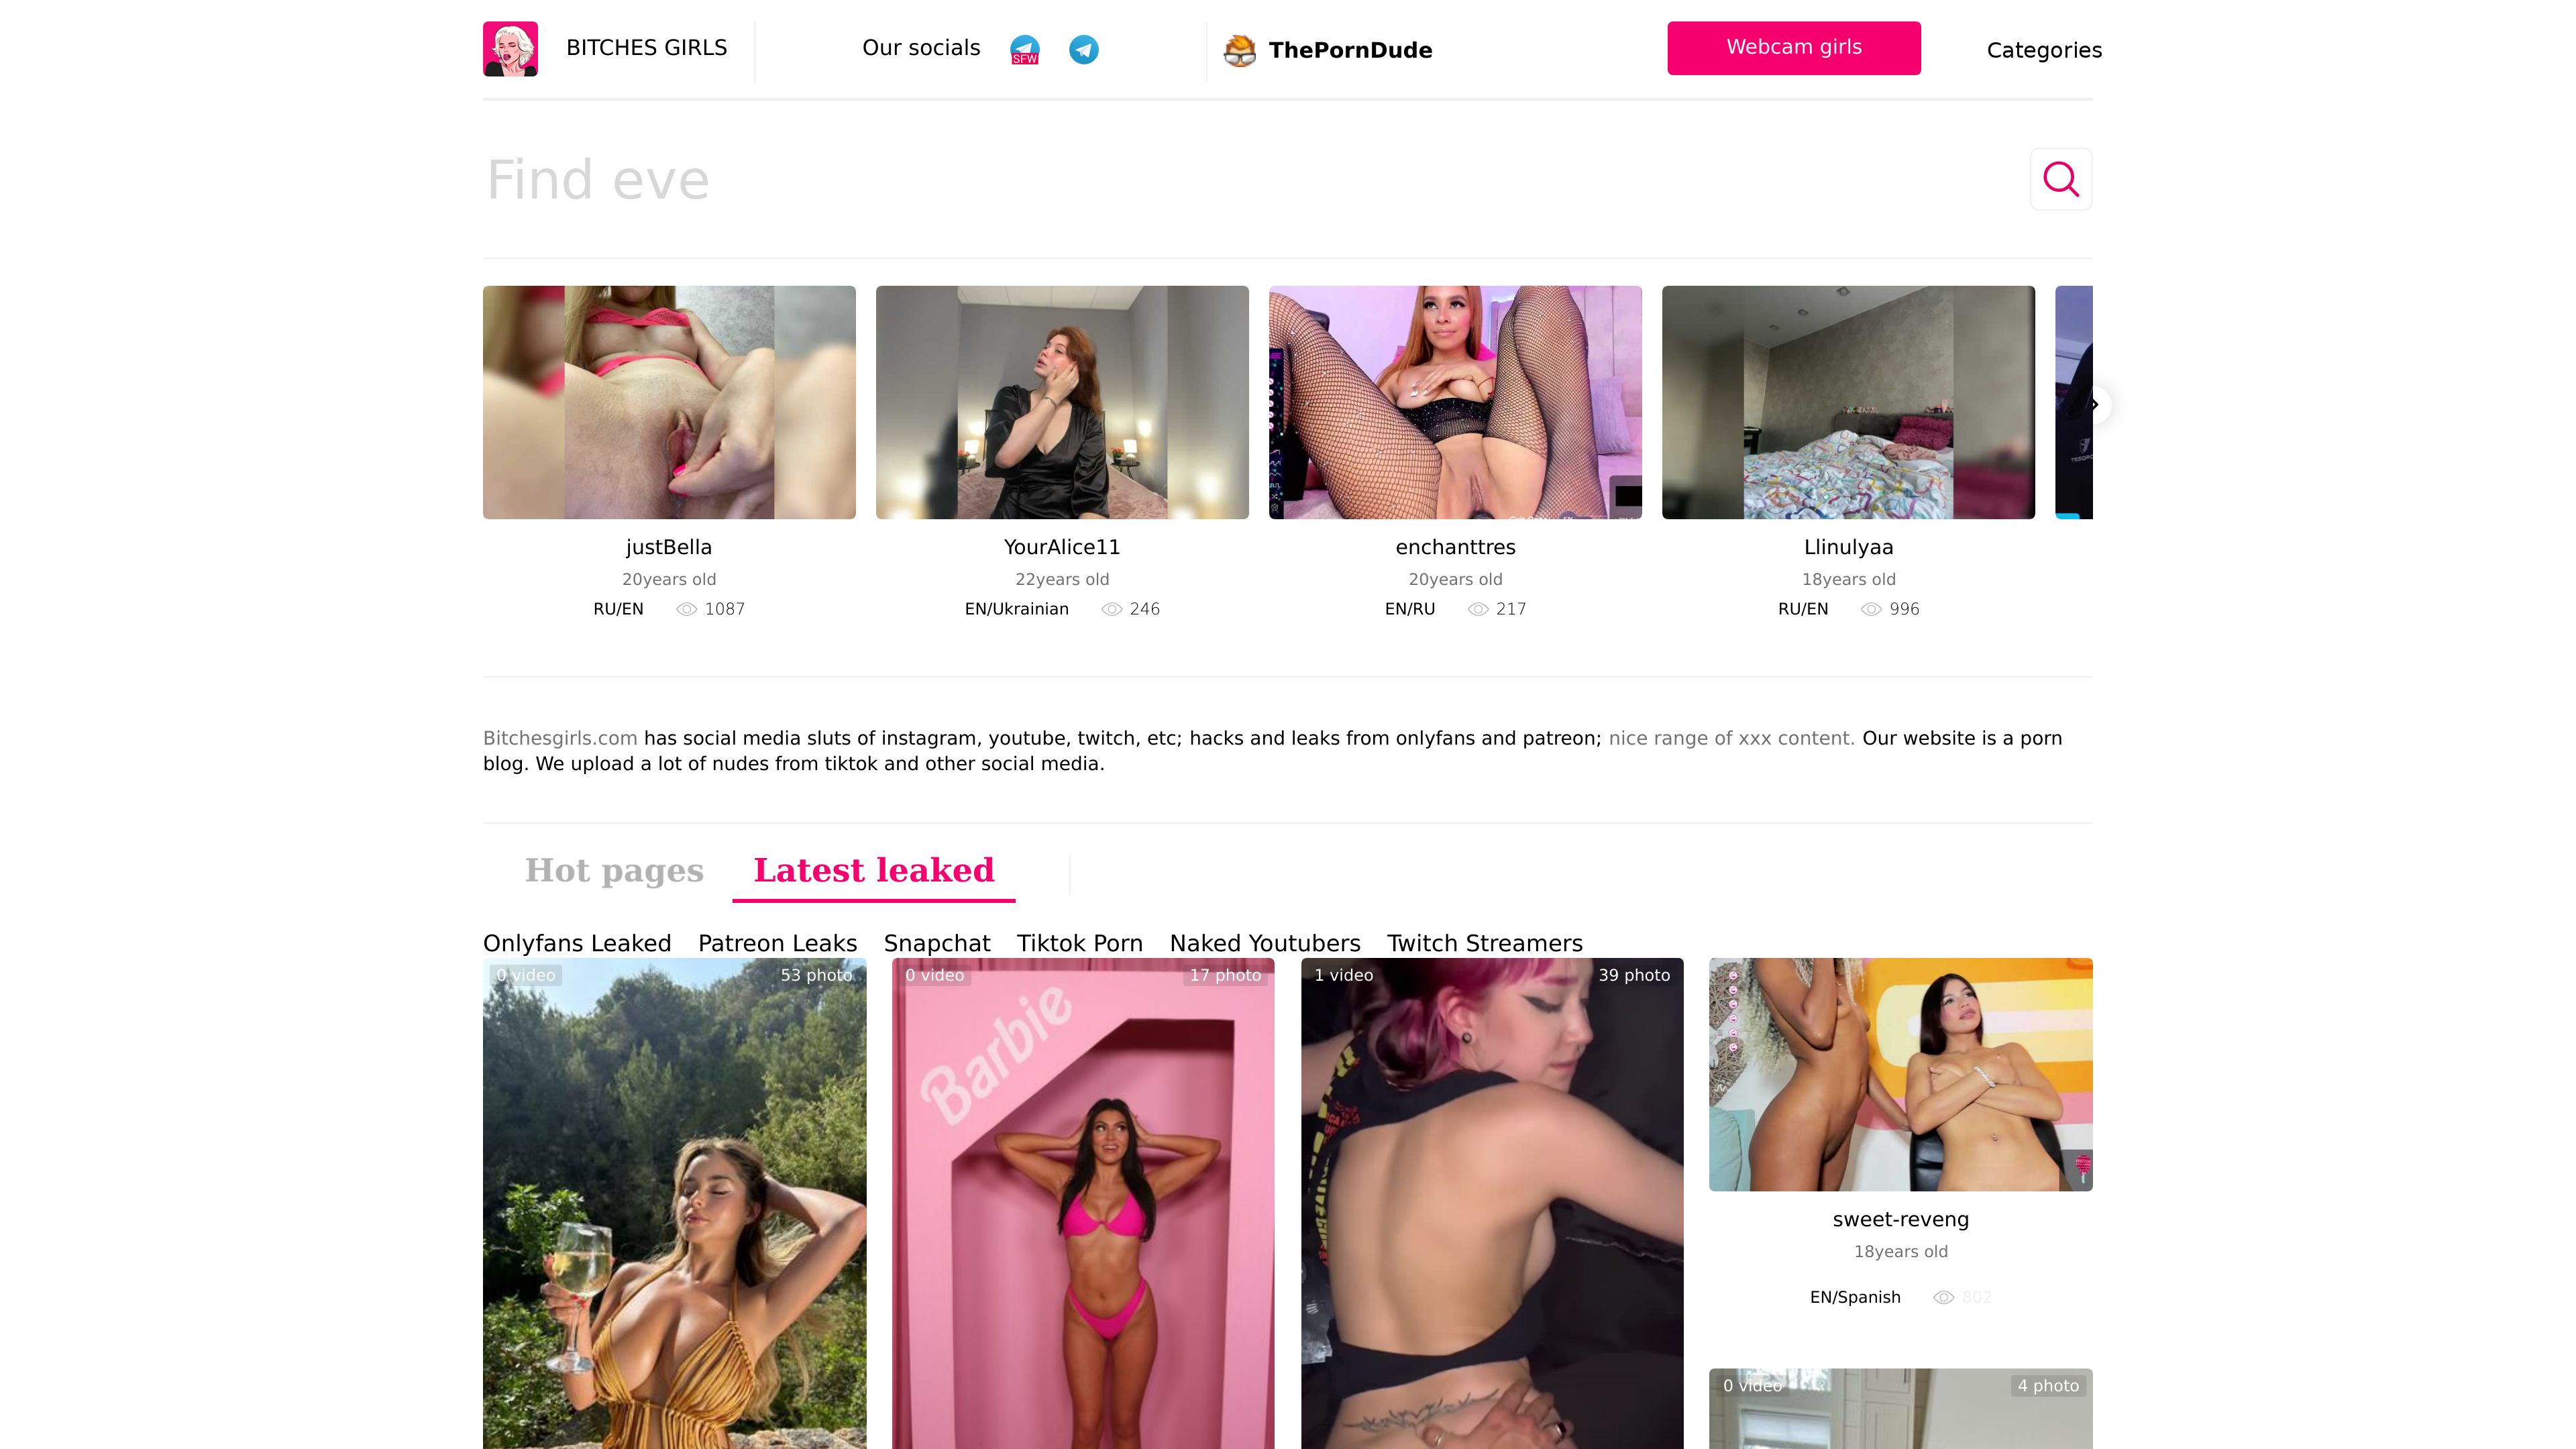 BITCHES GIRLS
Our socials
SFW
ThePornDude
Webcam girls
Categories
Find eve
justBella
20years old
RU/EN 1087
YourAlice11
22years old
EN/Ukrainian 246
enchanttres
20years old
EN/RU 217
Llinulyaa
18years old
RU/EN 996
Bitchesgirls.com has social media sluts of instagram, youtube, twitch, etc; hacks and leaks from onlyfans and patreon; nice range of xxx content. Our website is a porn
blog. We upload a lot of nudes from tiktok and other social media.
Hot pages Latest leaked
Onlyfans Leaked Patreon Leaks Snapchat Tiktok Porn Naked Youtubers Twitch Streamers
0 video 53 photo
0 video 17 photo
Barbie
1 video 39 photo
sweet-reveng
18years old
EN/Spanish 802
0 video 4 photo